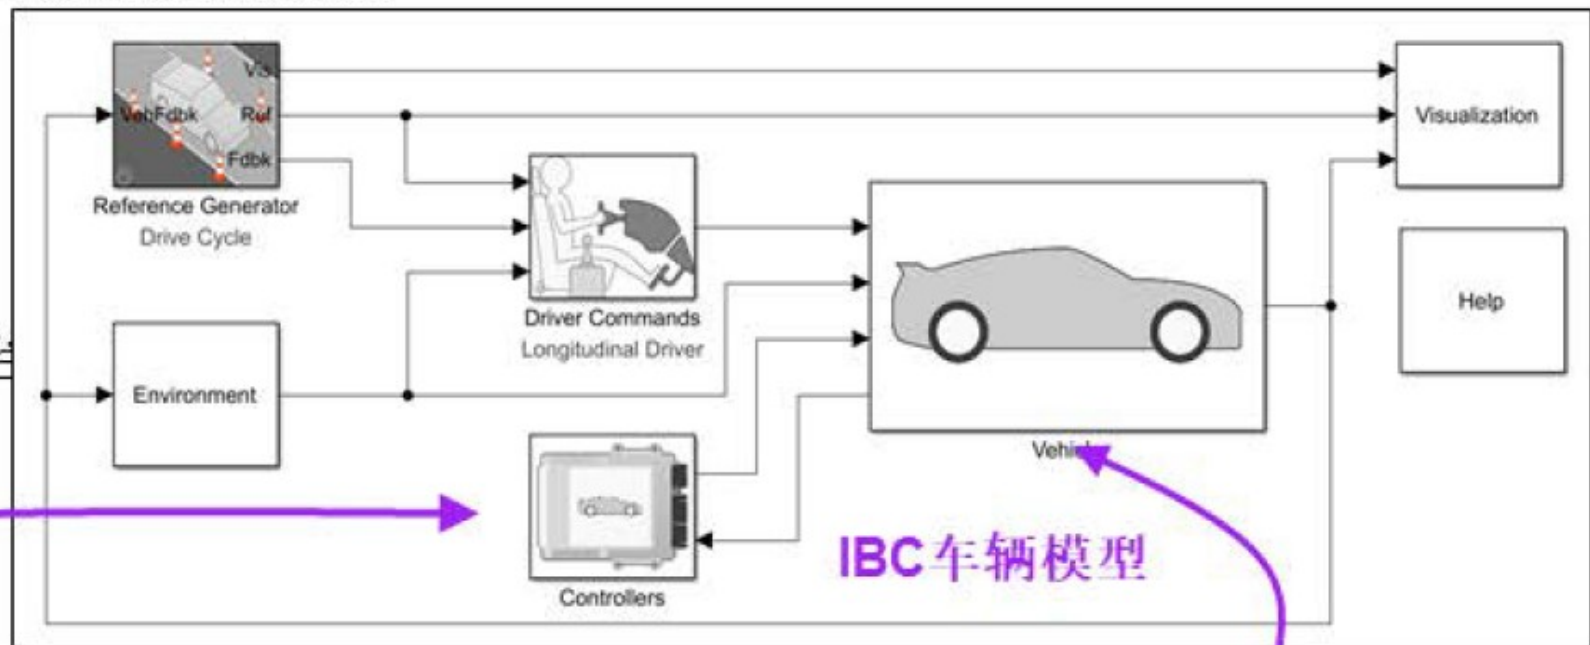 Vis
VehFdbk
Ref
Fdbk
Reference Generator
Drive Cycle
Visualization
Driver Commands
Longitudinal Driver
Help
Environment
Controllers
IBC车辆模型